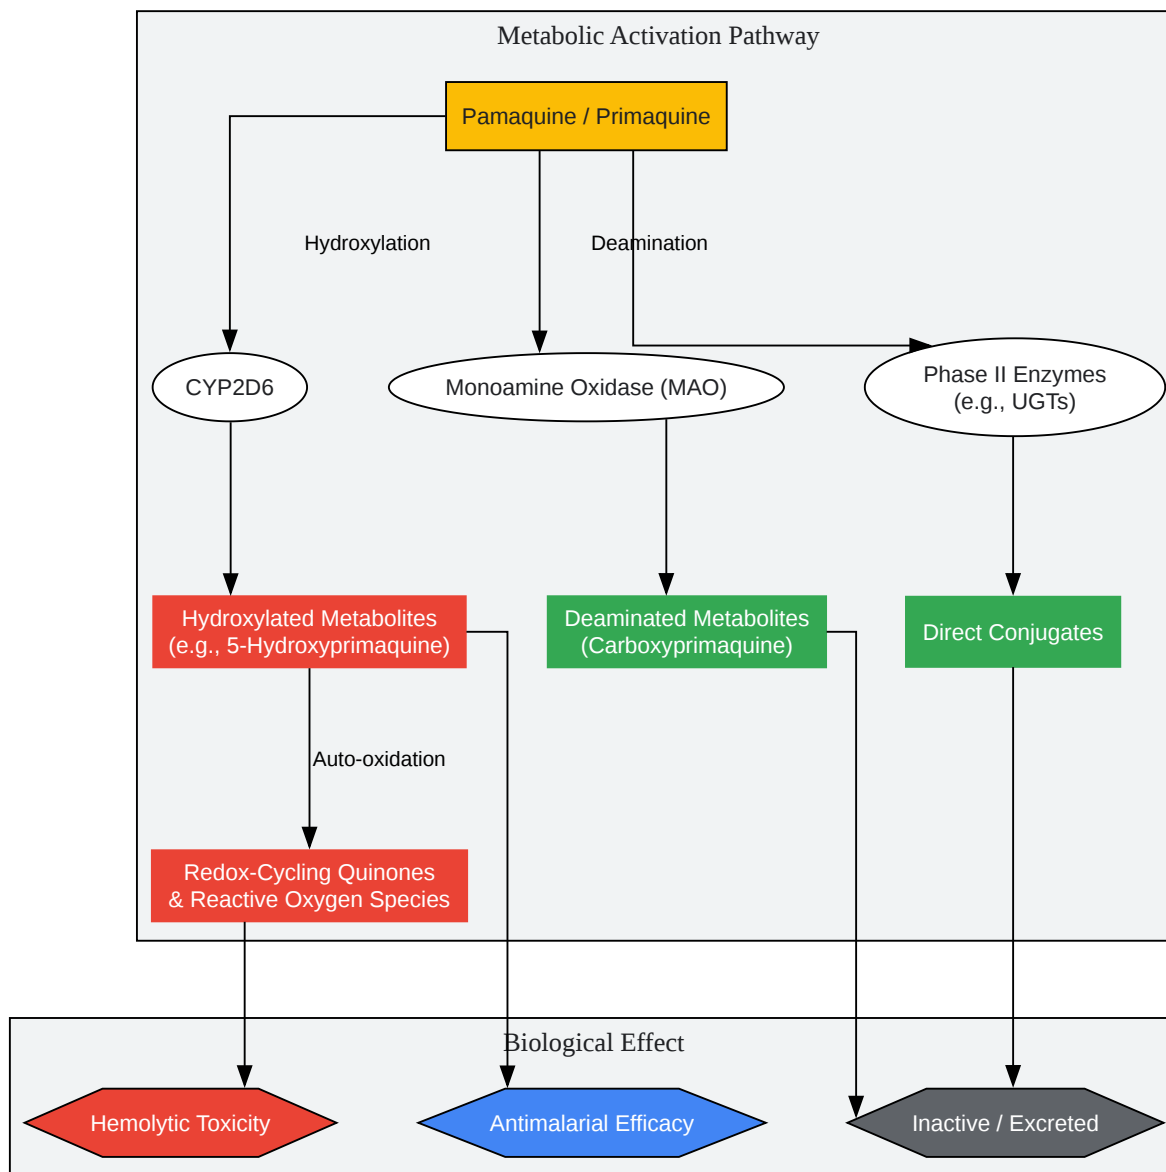 Metabolic Activation Pathway
Pamaquine / Primaquine
Hydroxylation
Deamination
CYP2D6
Monoamine Oxidase (MAO)
Phase II Enzymes
(e.g., UGTs)
Hydroxylated Metabolites
(e.g., 5-Hydroxyprimaquine)
Deaminated Metabolites
(Carboxyprimaquine)
Direct Conjugates
Auto-oxidation
Redox-Cycling Quinones
& Reactive Oxygen Species
Biological Effect
Hemolytic Toxicity
Antimalarial Efficacy
Inactive / Excreted